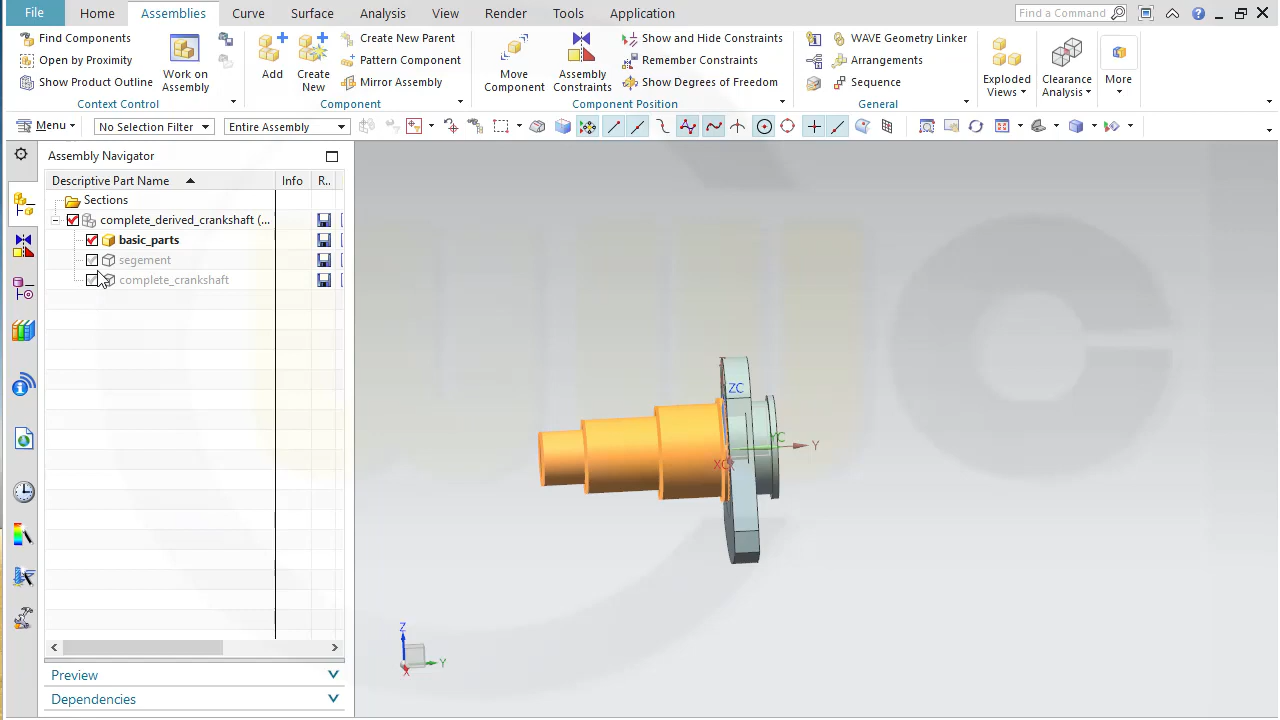 File Home Assemblies Curve Surface Analysis View Render Tools Application Find a Command
Find Components
Open by Proximity
Show Product Outline
Work on
Assembly
Context Control
Add
Create
New
Create New Parent
Pattern Component
Mirror Assembly
Component
Move
Component
Assembly
Constraints
Show and Hide Constraints
Remember Constraints
Show Degrees of Freedom
Component Position
WAVE Geometry Linker
Arrangements
Sequence
General
Exploded
Views
Clearance
Analysis
More
Menu No Selection Filter Entire Assembly
Assembly Navigator
Descriptive Part Name Info R..
Sections
complete_derived_crankshaft (...
basic_parts
segement
complete_crankshaft
Preview
Dependencies
ZC
YC Y
XC
Z
Y
X